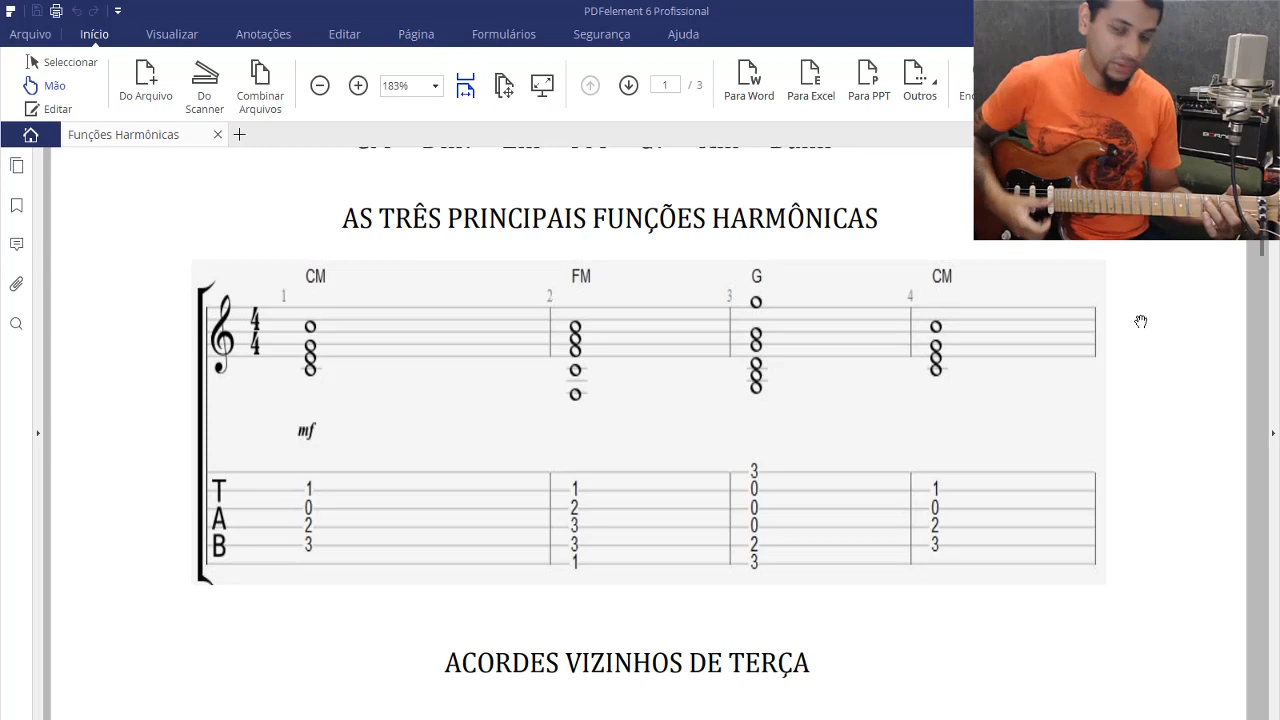 PDFelement 6 Profissional
Arquivo Início Visualizar Anotações Editar Página Formulários Segurança Ajuda
Seleccionar
Mão
Editar
Do Arquivo
Do Scanner
Combinar Arquivos
183%
1 / 3
Para Word
Para Excel
Para PPT
Outros
Funções Harmônicas
AS TRÊS PRINCIPAIS FUNÇÕES HARMÔNICAS
CM FM G CM
1 2 3 4
4 4
mf
3
T 1 1 0 1
0 2 0 0
A 2 3 0 2
B 3 3 2 3
1 3
ACORDES VIZINHOS DE TERÇA